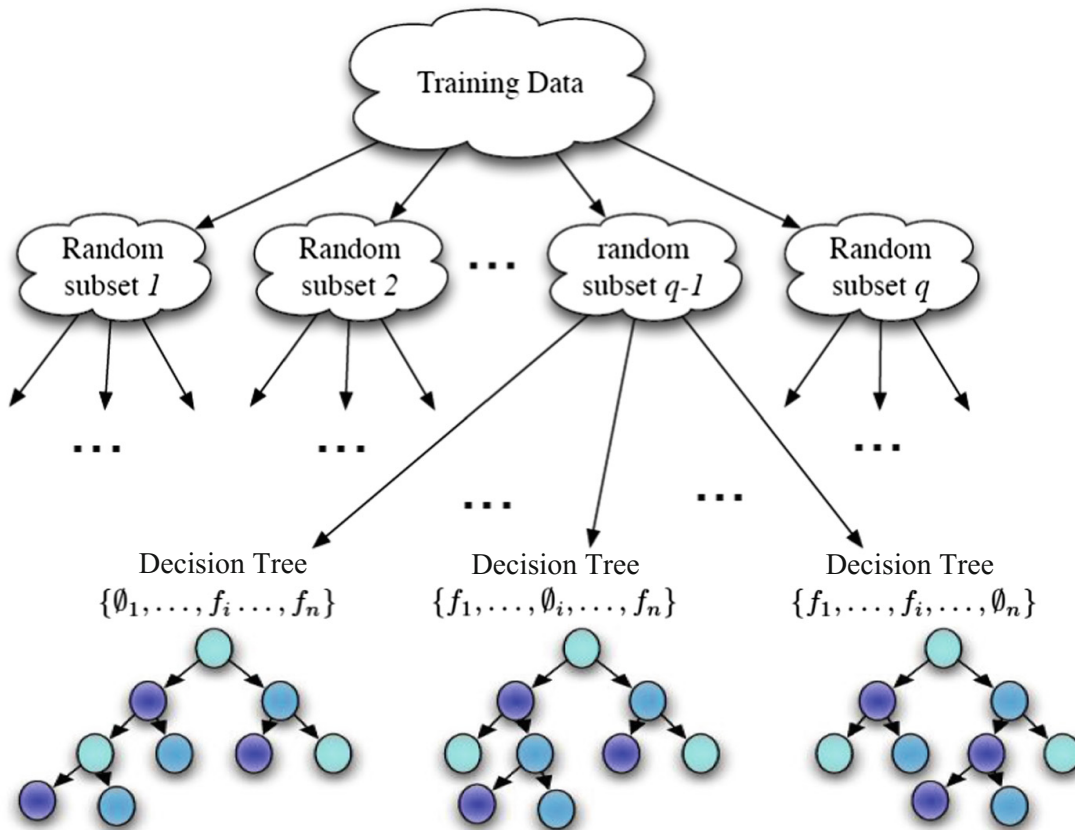 Training Data
Random
subset 1
Random
subset 2
...
random
subset q-1
Random
subset q
...
...
...
...
...
Decision Tree
{∅₁, . . . , fᵢ . . . , fₙ}
Decision Tree
{f₁, . . . , ∅ᵢ, . . . , fₙ}
Decision Tree
{f₁, . . . , fᵢ, . . . , ∅ₙ}